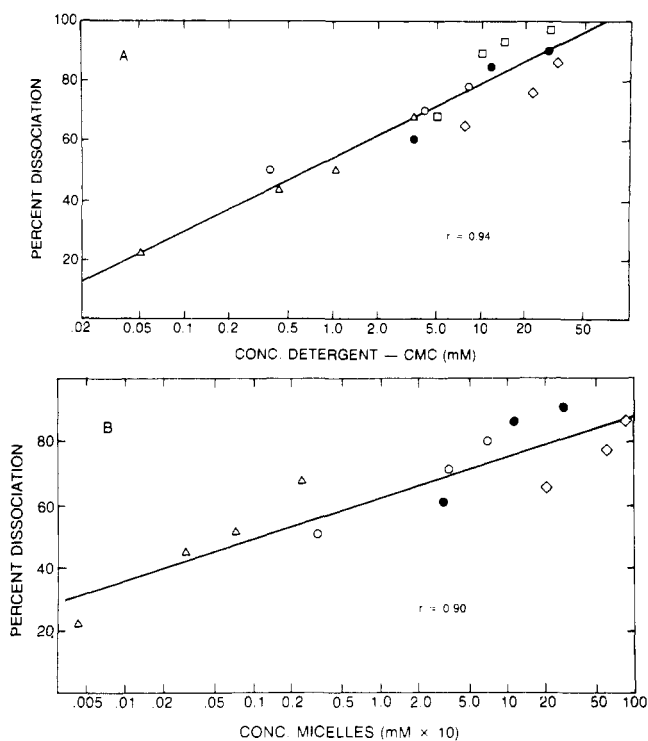 100
A
80
60
40
20
PERCENT DISSOCIATION
r = 0.94
.02 0.05 0.1 0.2 0.5 1.0 2.0 5.0 10 20 50
CONC. DETERGENT — CMC (mM)
B
80
60
40
20
PERCENT DISSOCIATION
r = 0.90
.005 .01 .02 .05 0.1 0.2 0.5 1.0 2.0 5.0 10 20 50 100
CONC. MICELLES (mM × 10)